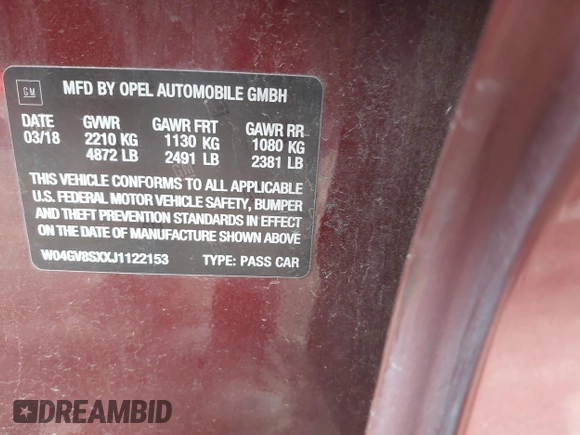 GM
MFD BY OPEL AUTOMOBILE GMBH
DATE GVWR GAWR FRT GAWR RR
03/18 2210 KG 1130 KG 1080 KG
4872 LB 2491 LB 2381 LB
THIS VEHICLE CONFORMS TO ALL APPLICABLE
U.S. FEDERAL MOTOR VEHICLE SAFETY, BUMPER
AND THEFT PREVENTION STANDARDS IN EFFECT
ON THE DATE OF MANUFACTURE SHOWN ABOVE
W04GV8SXXJ1122153 TYPE: PASS CAR
DREAMBID